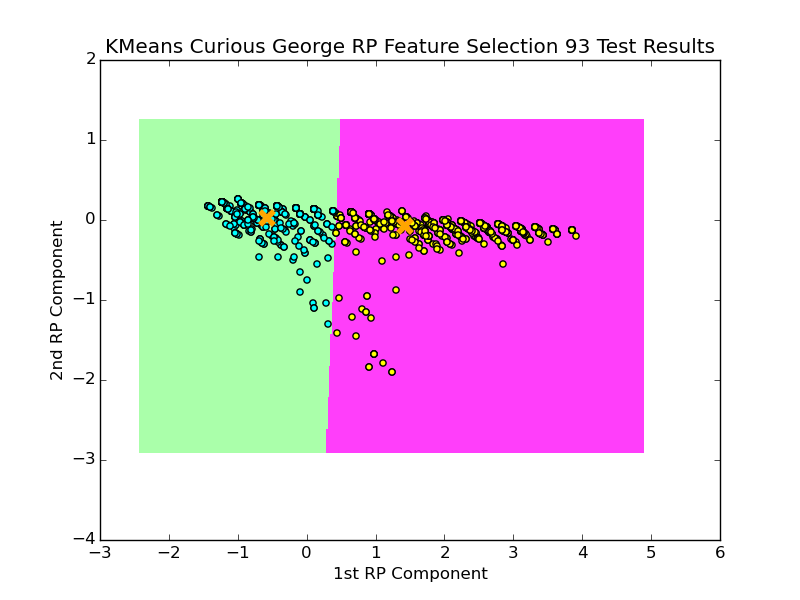 KMeans Curious George RP Feature Selection 93 Test Results
2
1
0
−1
−2
−3
−4
−3 −2 −1 0 1 2 3 4 5 6
2nd RP Component
1st RP Component